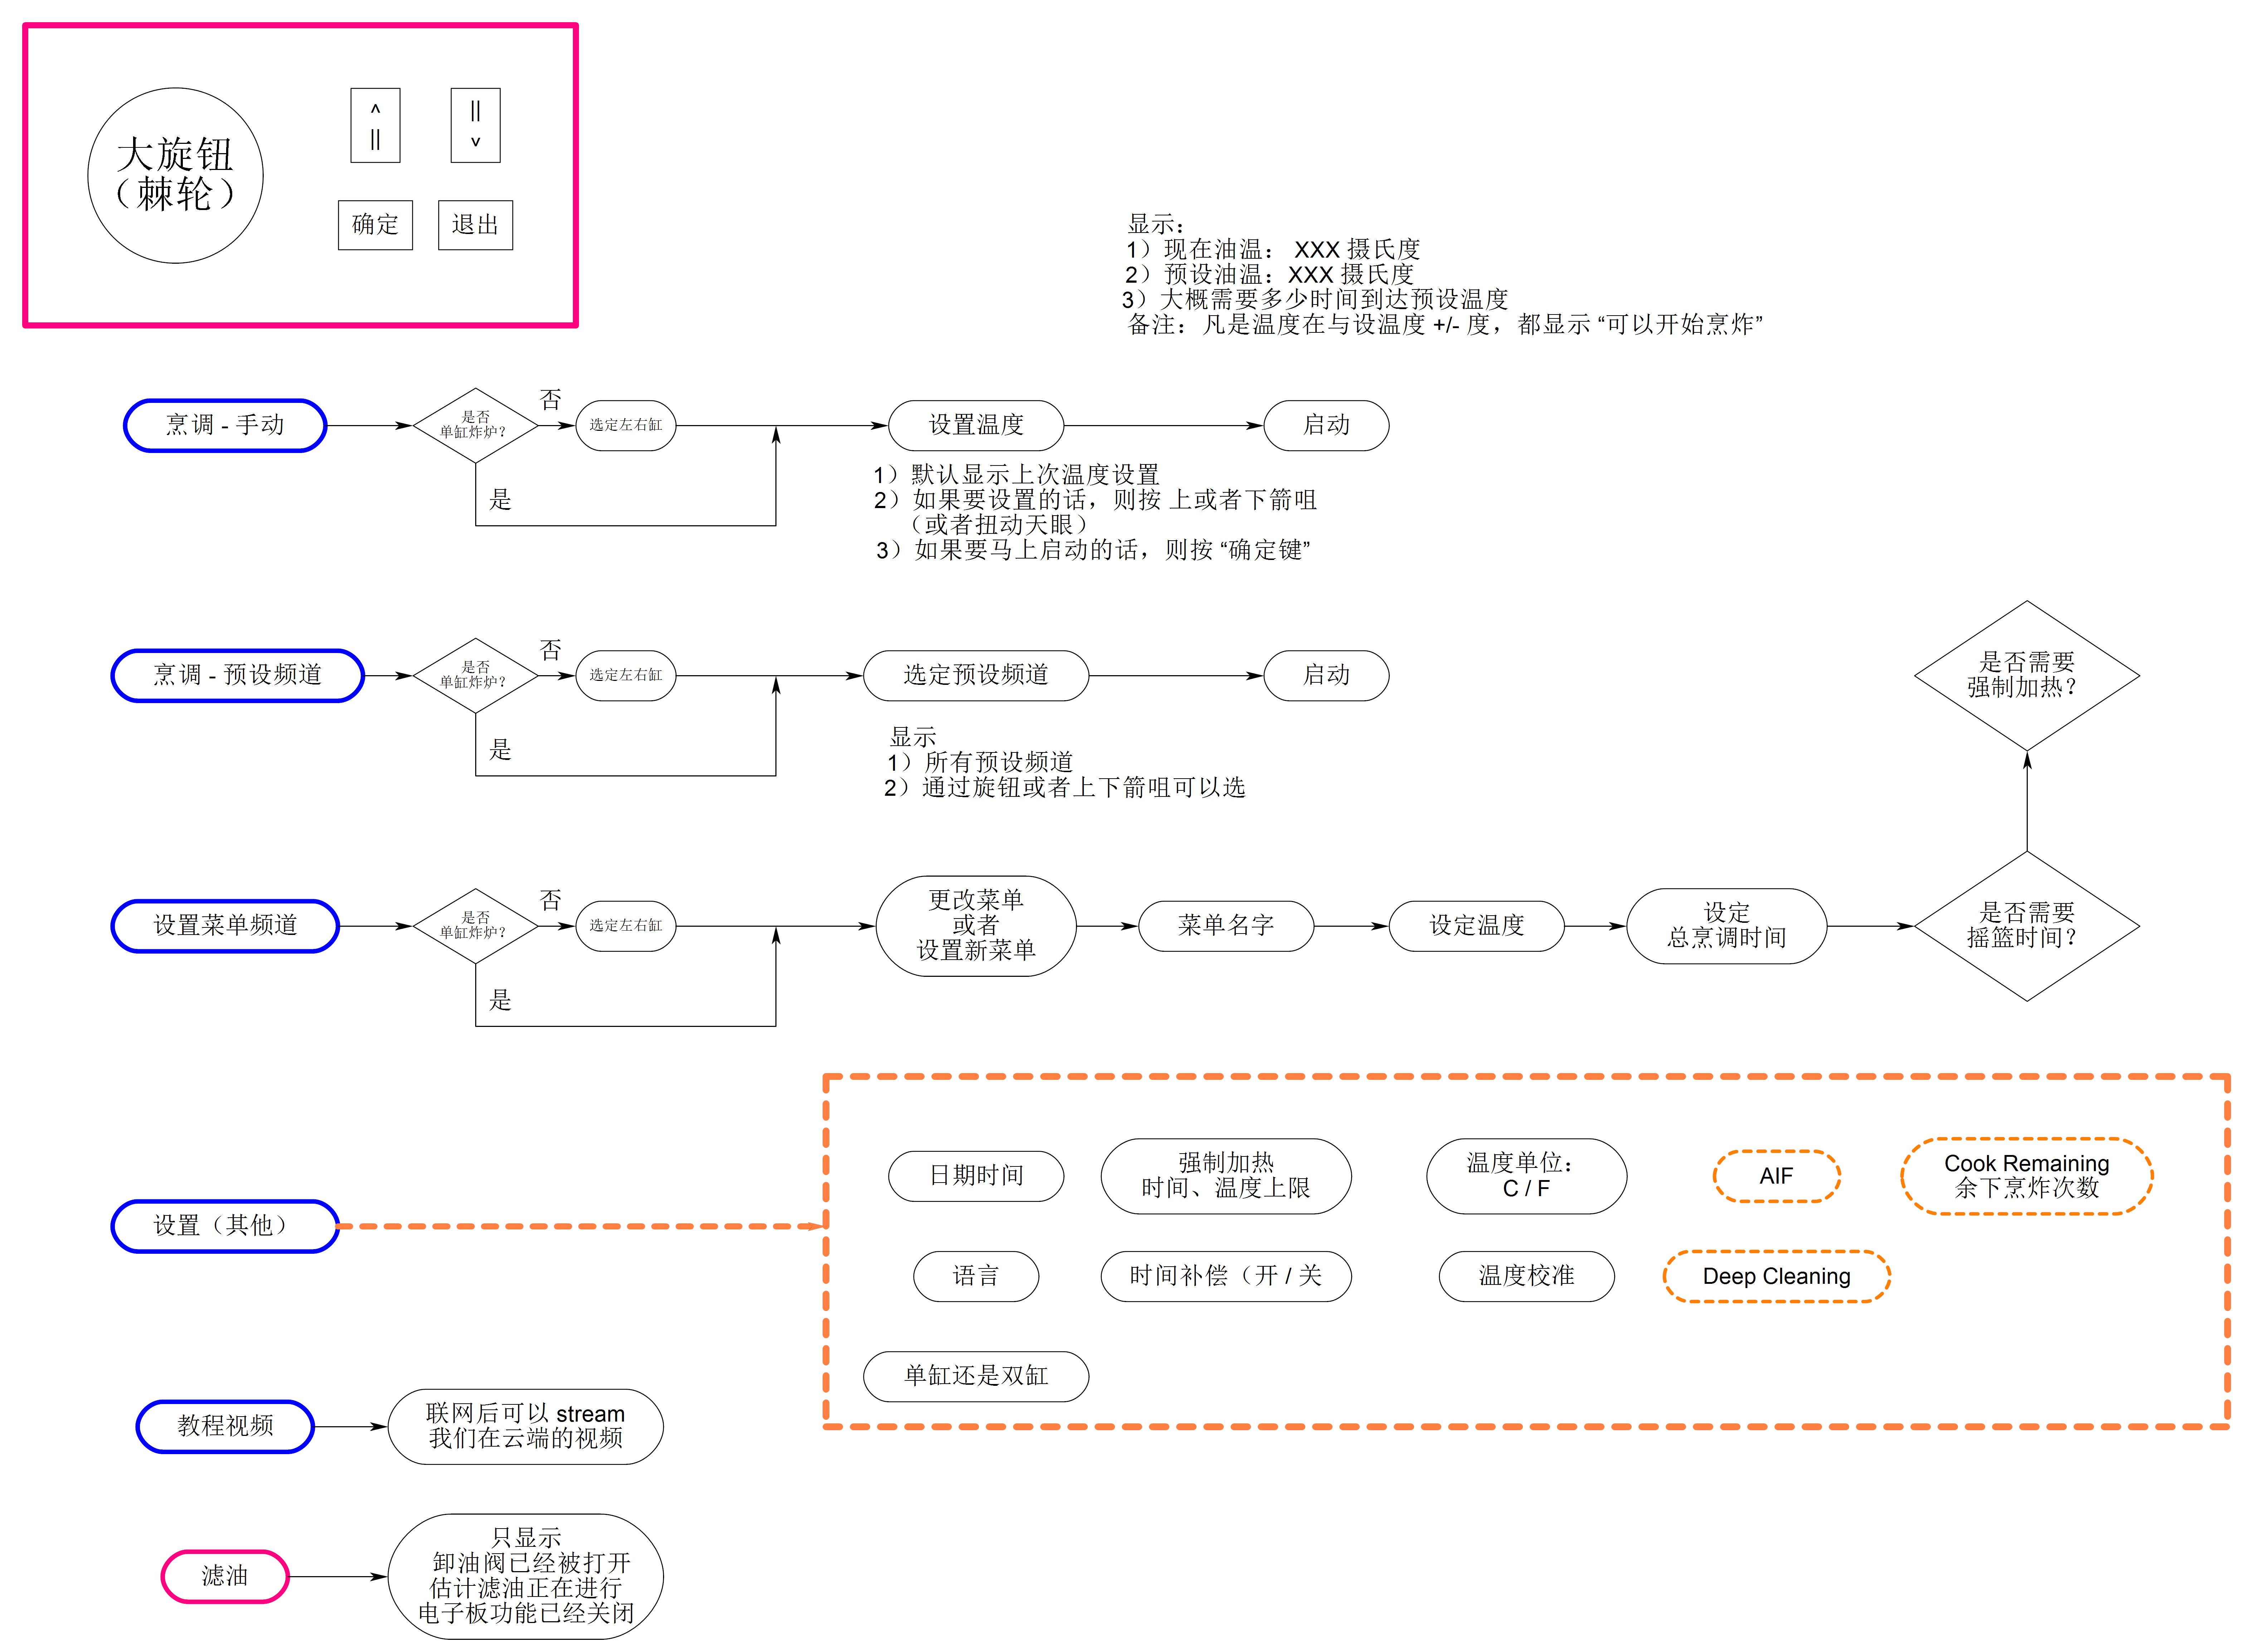 大旋钮
（棘轮）
^
||
||
v
确定
退出
显示：
1）现在油温： XXX 摄氏度
2）预设油温：XXX 摄氏度
3）大概需要多少时间到达预设温度
备注：凡是温度在与设温度 +/- 度，都显示 “可以开始烹炸”
烹调 - 手动
是否
单缸炸炉？
否
是
选定左右缸
设置温度
启动
1）默认显示上次温度设置
2）如果要设置的话，则按 上或者下箭咀
（或者扭动天眼）
3）如果要马上启动的话，则按 “确定键”
烹调 - 预设频道
是否
单缸炸炉？
否
是
选定左右缸
选定预设频道
启动
显示
1）所有预设频道
2）通过旋钮或者上下箭咀可以选
是否需要
强制加热？
设置菜单频道
是否
单缸炸炉？
否
是
选定左右缸
更改菜单
或者
设置新菜单
菜单名字
设定温度
设定
总烹调时间
是否需要
摇篮时间？
设置（其他）
日期时间
强制加热
时间、温度上限
温度单位：
C / F
AIF
Cook Remaining
余下烹炸次数
语言
时间补偿（开 / 关
温度校准
Deep Cleaning
单缸还是双缸
教程视频
联网后可以 stream
我们在云端的视频
滤油
只显示
卸油阀已经被打开
估计滤油正在进行
电子板功能已经关闭